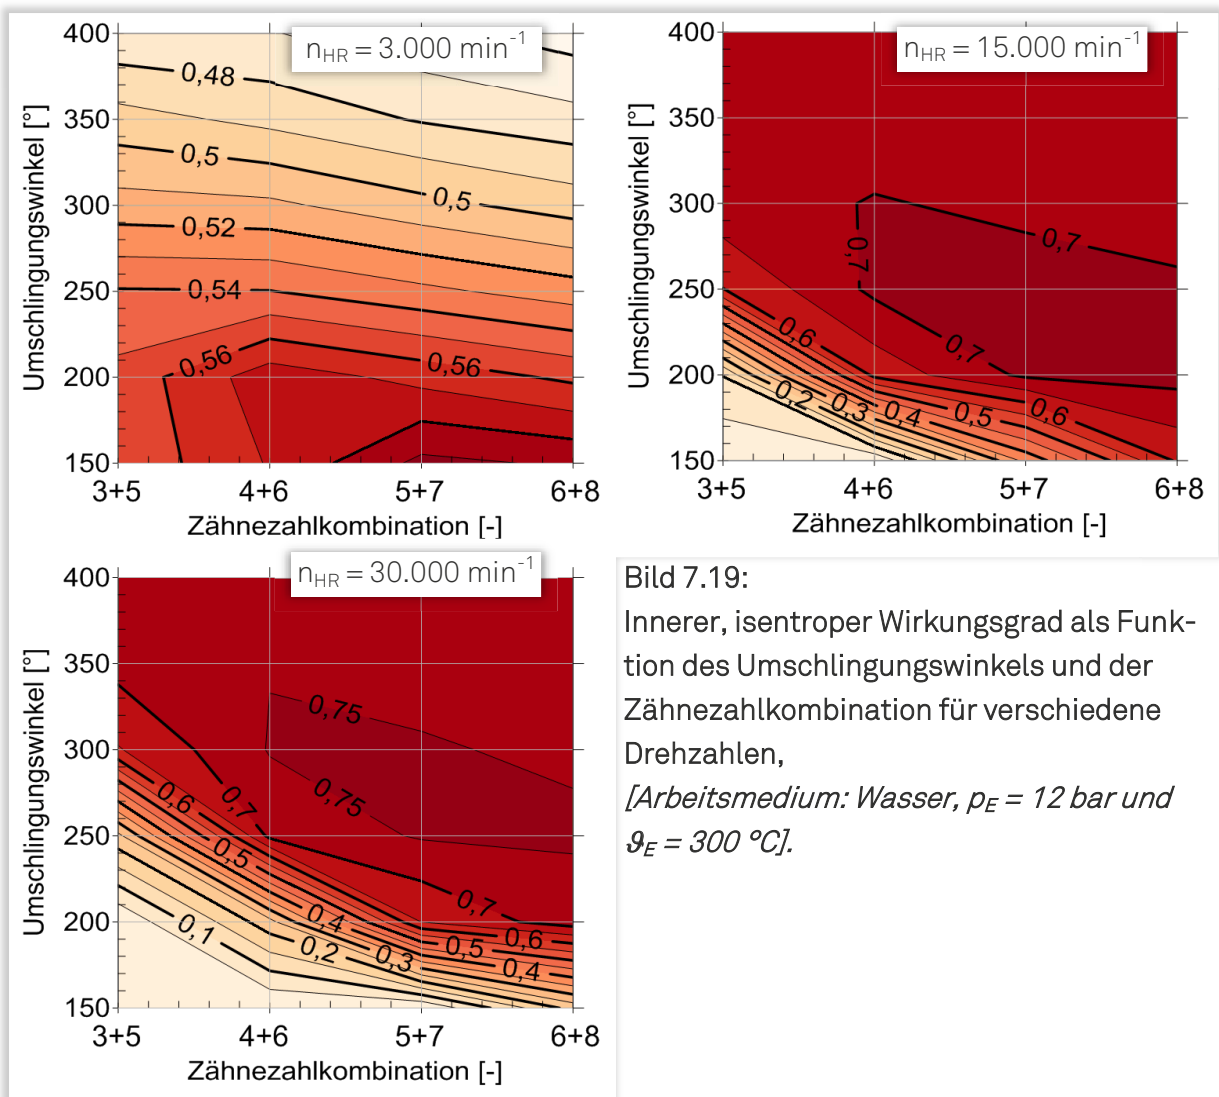 n_HR = 3.000 min^-1
Umschlingungswinkel [°]
400
350
300
250
200
150
0,48
0,5
0,5
0,52
0,54
0,56
0,56
3+5 4+6 5+7 6+8
Zähnezahlkombination [-]
n_HR = 15.000 min^-1
Umschlingungswinkel [°]
400
350
300
250
200
150
0,7
0,7
0,7
0,6
0,2
0,3
0,4
0,5
0,6
3+5 4+6 5+7 6+8
Zähnezahlkombination [-]
n_HR = 30.000 min^-1
Umschlingungswinkel [°]
400
350
300
250
200
150
0,75
0,75
0,6
0,7
0,5
0,7
0,4
0,6
0,1
0,2
0,3
0,5
0,4
3+5 4+6 5+7 6+8
Zähnezahlkombination [-]
Bild 7.19:
Innerer, isentroper Wirkungsgrad als Funk-
tion des Umschlingungswinkels und der
Zähnezahlkombination für verschiedene
Drehzahlen,
[Arbeitsmedium: Wasser, p_E = 12 bar und
ϑ_E = 300 °C].